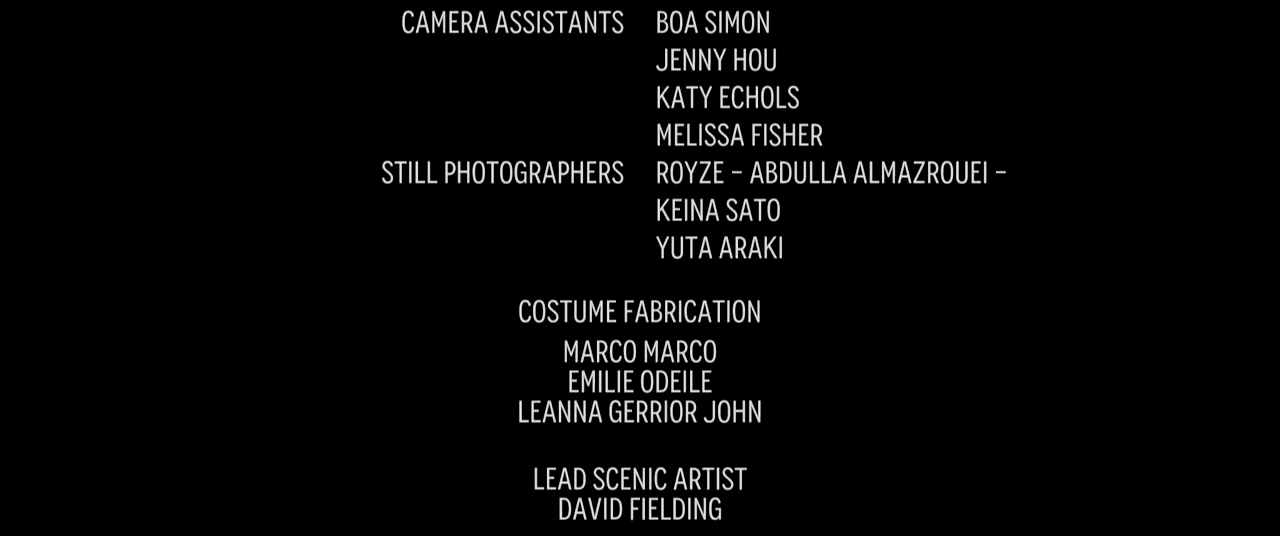 CAMERA ASSISTANTS BOA SIMON
JENNY HOU
KATY ECHOLS
MELISSA FISHER
STILL PHOTOGRAPHERS ROYZE – ABDULLA ALMAZROUEI –
KEINA SATO
YUTA ARAKI
COSTUME FABRICATION
MARCO MARCO
EMILIE ODEILE
LEANNA GERRIOR JOHN
LEAD SCENIC ARTIST
DAVID FIELDING